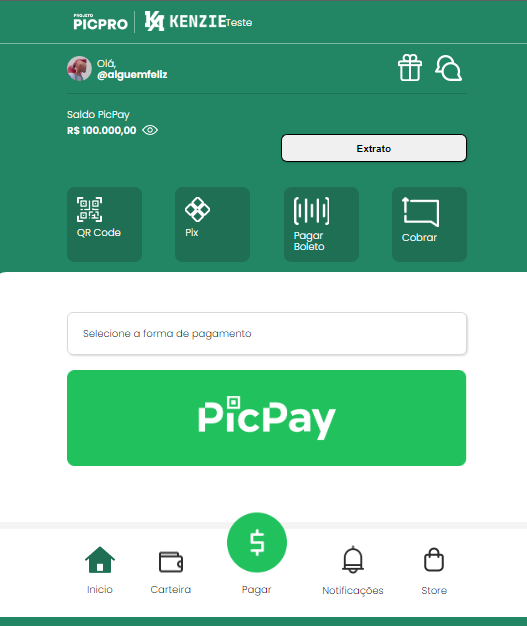 PROJETO
PICPRO
KA KENZIE Teste
Olá,
@alguemfeliz
Saldo PicPay
R$ 100.000,00
Extrato
QR Code
Pix
Pagar
Boleto
Cobrar
Selecione a forma de pagamento
PicPay
$
Inicio
Carteira
Pagar
Notificações
Store